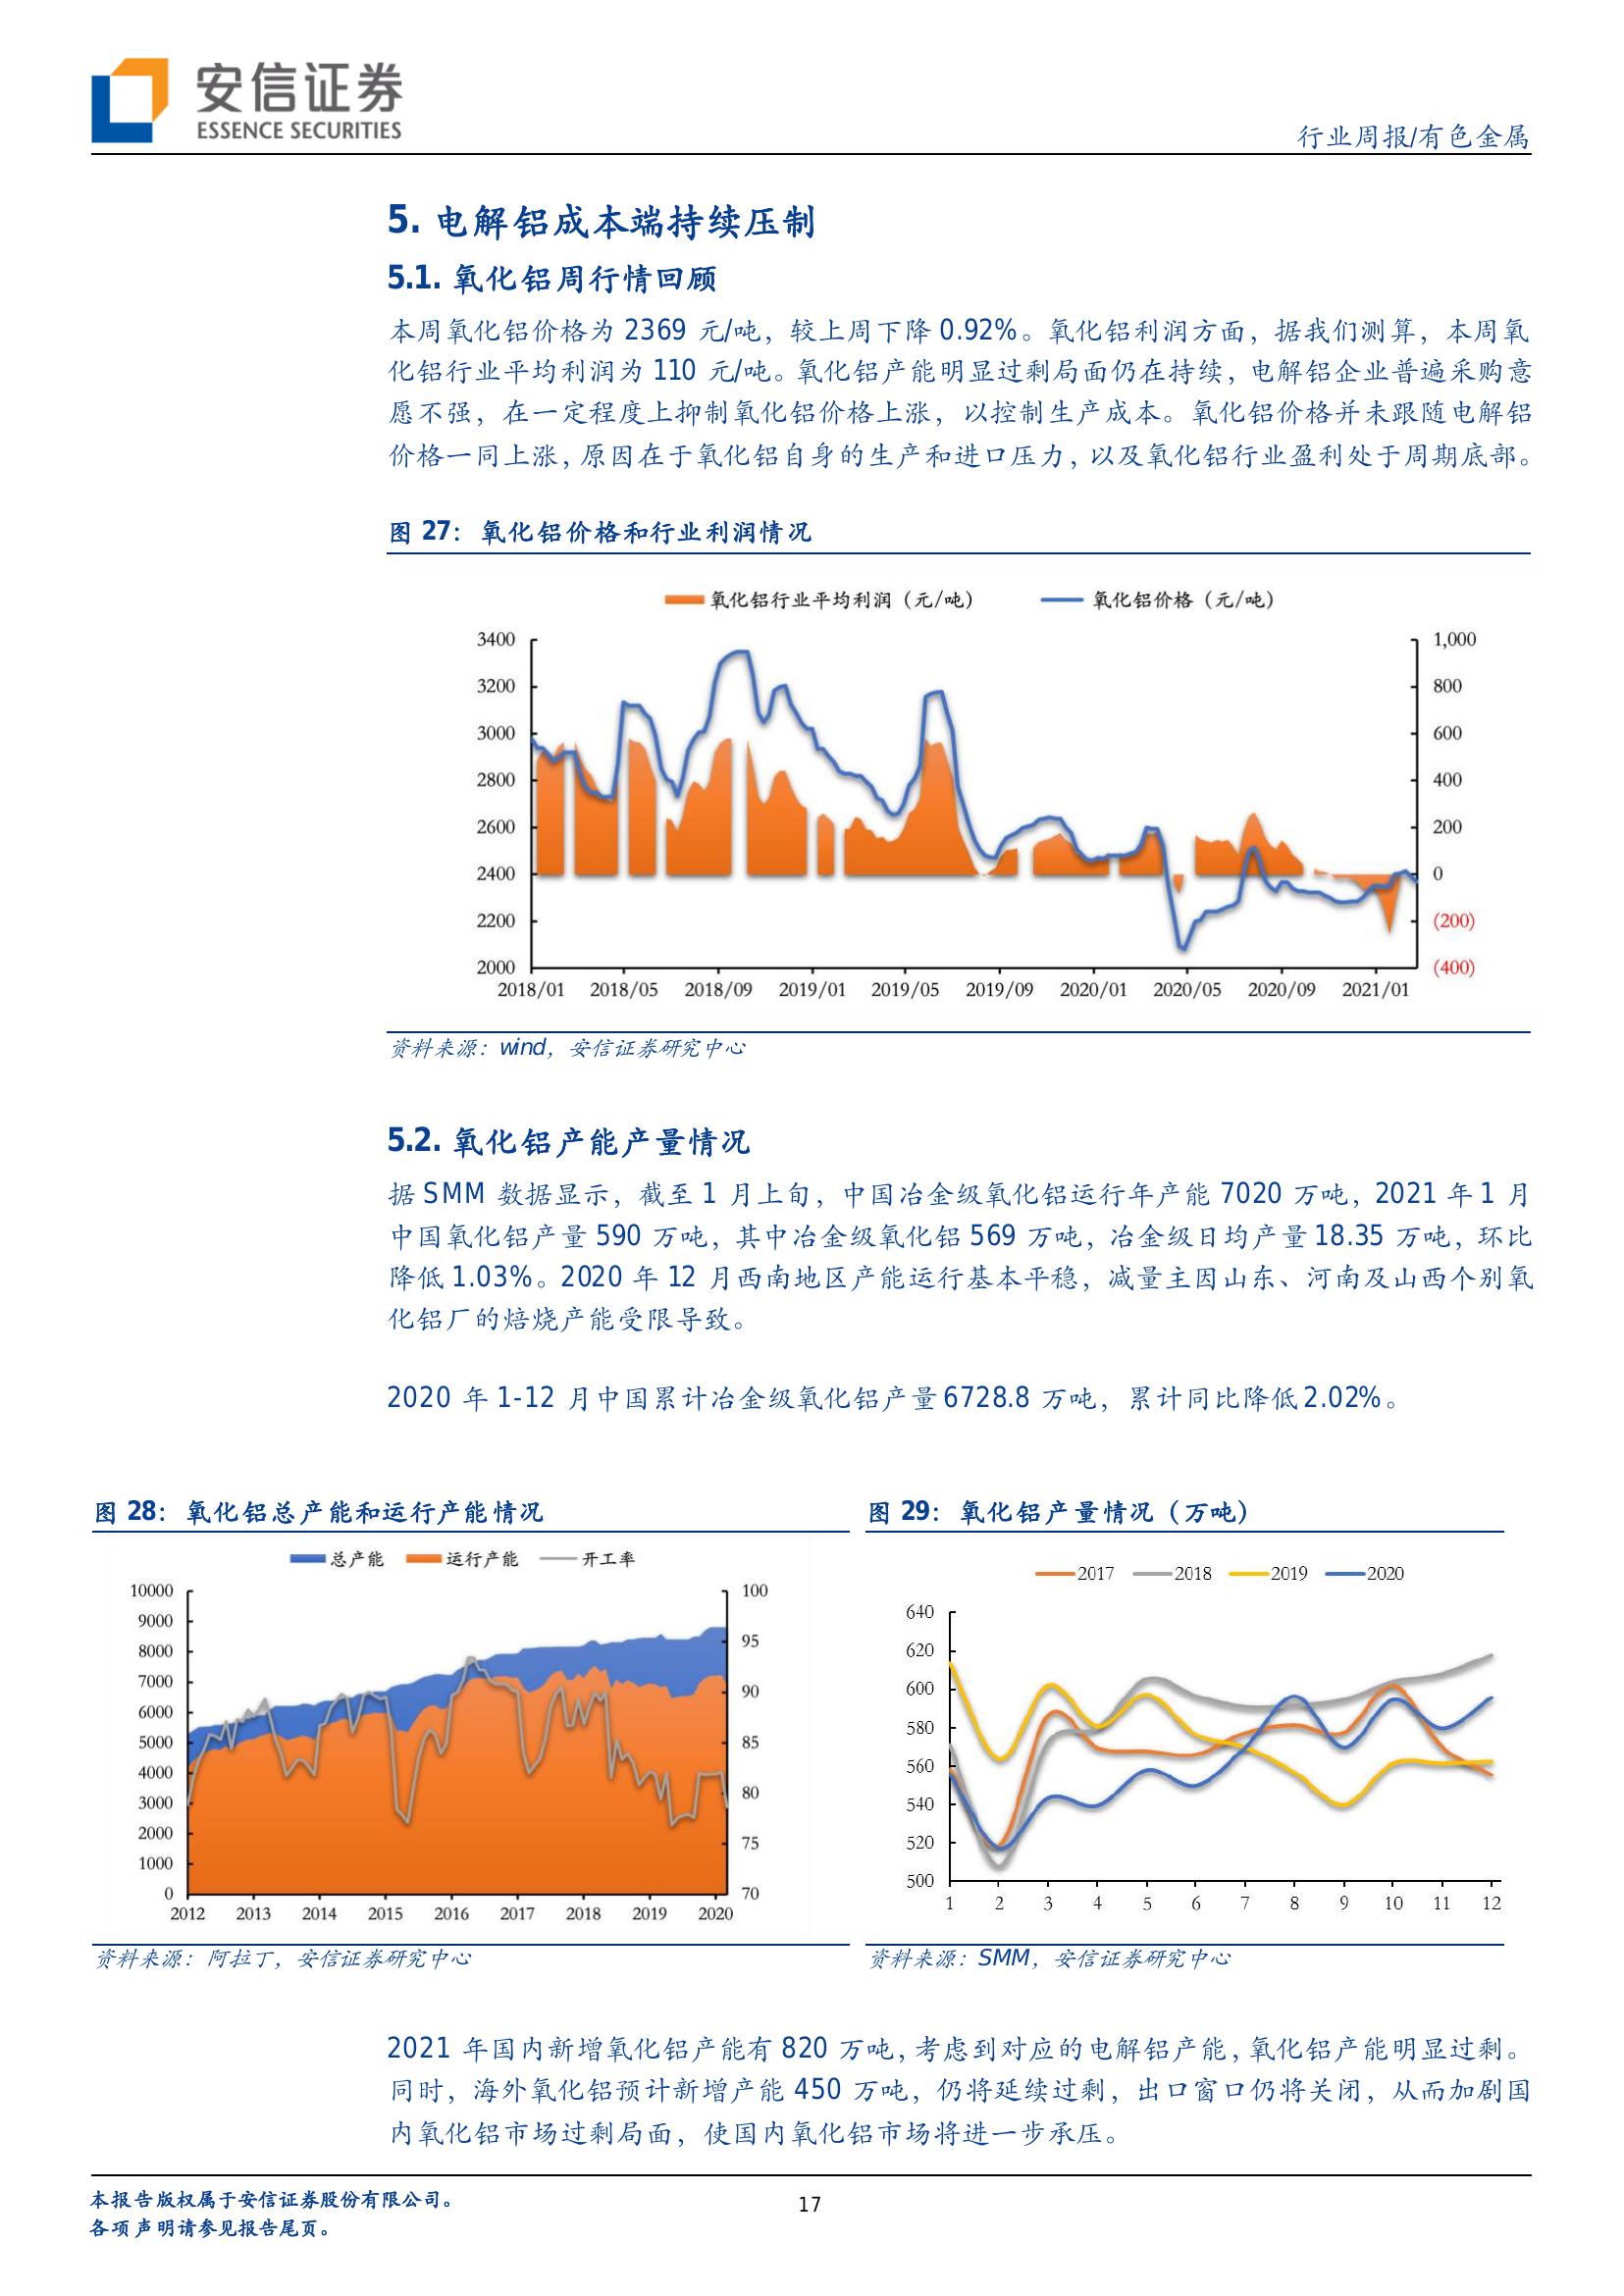 安信证券
ESSENCE SECURITIES
行业周报/有色金属
5. 电解铝成本端持续压制
5.1. 氧化铝周行情回顾
本周氧化铝价格为 2369 元/吨，较上周下降 0.92%。氧化铝利润方面，据我们测算，本周氧
化铝行业平均利润为 110 元/吨。氧化铝产能明显过剩局面仍在持续，电解铝企业普遍采购意
愿不强，在一定程度上抑制氧化铝价格上涨，以控制生产成本。氧化铝价格并未跟随电解铝
价格一同上涨，原因在于氧化铝自身的生产和进口压力，以及氧化铝行业盈利处于周期底部。
图 27：氧化铝价格和行业利润情况
氧化铝行业平均利润（元/吨） 氧化铝价格（元/吨）
3400 1,000
3200 800
3000 600
2800 400
2600 200
2400 0
2200 (200)
2000 (400)
2018/01 2018/05 2018/09 2019/01 2019/05 2019/09 2020/01 2020/05 2020/09 2021/01
资料来源：wind，安信证券研究中心
5.2. 氧化铝产能产量情况
据 SMM 数据显示，截至 1 月上旬，中国冶金级氧化铝运行年产能 7020 万吨，2021 年 1 月
中国氧化铝产量 590 万吨，其中冶金级氧化铝 569 万吨，冶金级日均产量 18.35 万吨，环比
降低 1.03%。2020 年 12 月西南地区产能运行基本平稳，减量主因山东、河南及山西个别氧
化铝厂的焙烧产能受限导致。
2020 年 1-12 月中国累计冶金级氧化铝产量 6728.8 万吨，累计同比降低 2.02%。
图 28：氧化铝总产能和运行产能情况
总产能 运行产能 开工率
10000 100
9000
8000 95
7000 90
6000
5000 85
4000
3000 80
2000 75
1000
0 70
2012 2013 2014 2015 2016 2017 2018 2019 2020
资料来源：阿拉丁，安信证券研究中心
图 29：氧化铝产量情况（万吨）
2017 2018 2019 2020
640
620
600
580
560
540
520
500
1 2 3 4 5 6 7 8 9 10 11 12
资料来源：SMM，安信证券研究中心
2021 年国内新增氧化铝产能有 820 万吨，考虑到对应的电解铝产能，氧化铝产能明显过剩。
同时，海外氧化铝预计新增产能 450 万吨，仍将延续过剩，出口窗口仍将关闭，从而加剧国
内氧化铝市场过剩局面，使国内氧化铝市场将进一步承压。
本报告版权属于安信证券股份有限公司。
各项声明请参见报告尾页。
17